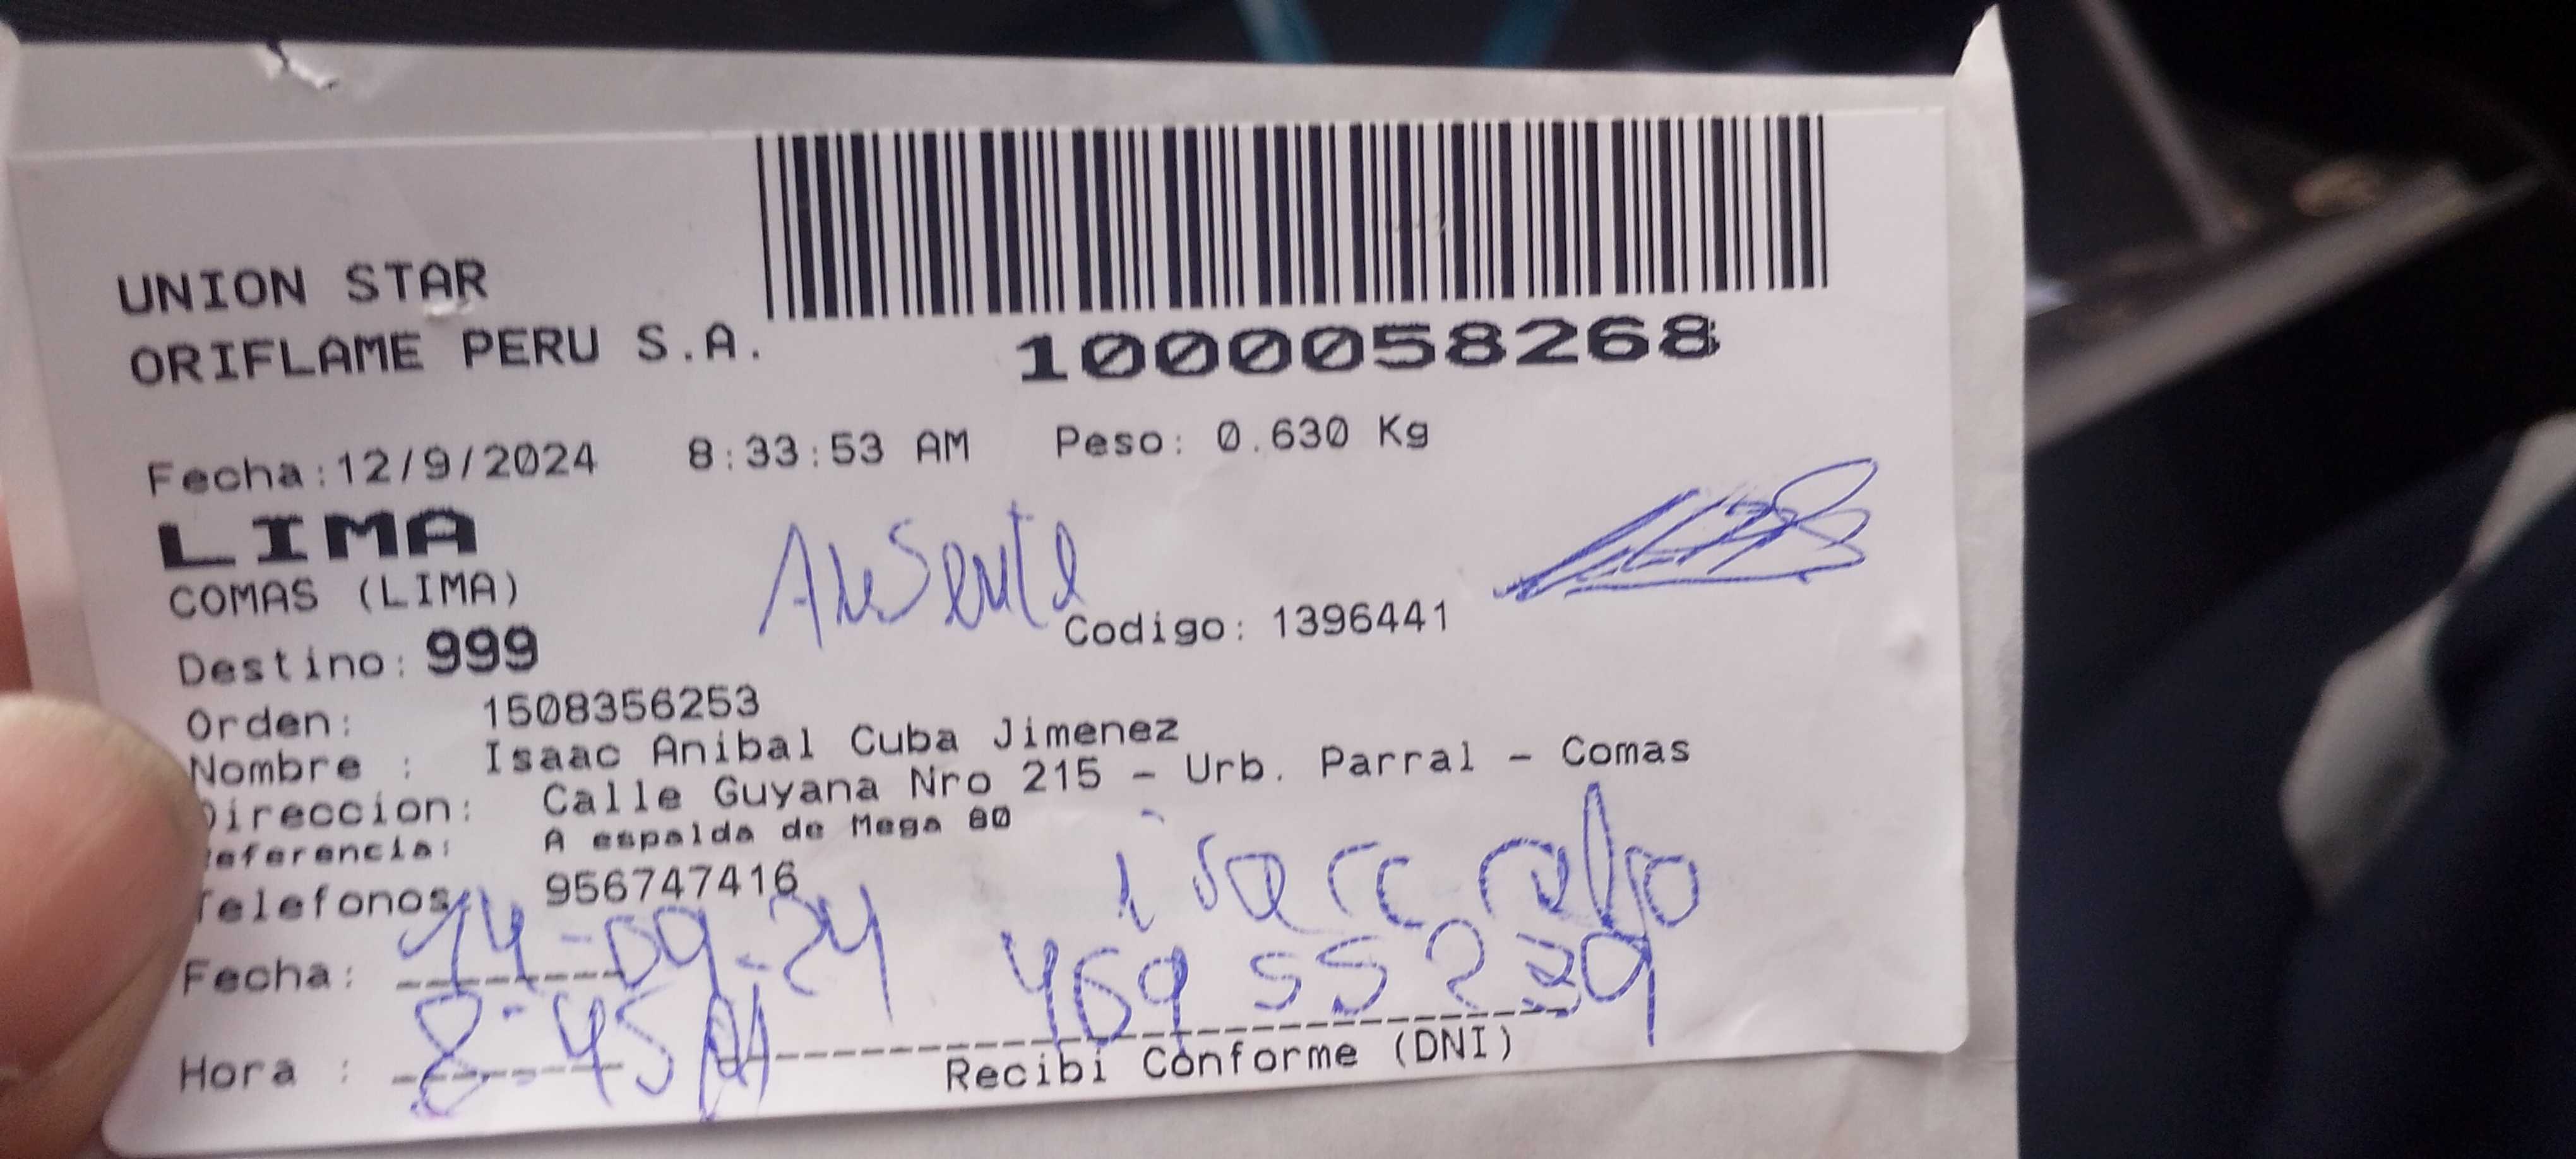 UNION STAR
ORIFLAME PERU S.A.
1000058268
Fecha:12/9/2024 8:33:53 AM Peso: 0.630 Kg
LIMA
COMAS (LIMA)
Ausente
Destino: 999 Codigo: 1396441
Orden: 1508356253
Nombre : Isaac Anibal Cuba Jimenez
Direccion: Calle Guyana Nro 215 - Urb. Parral - Comas
Referencia: A espalda de Mega 80
Telefonos 956747416
Fecha: 14-09-24
Hora : 8-45
Recibi Conforme (DNI)